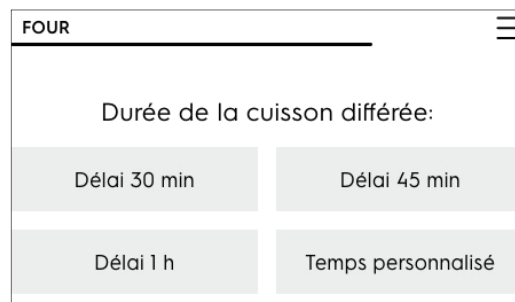 FOUR
Durée de la cuisson différée:
Délai 30 min
Délai 45 min
Délai 1 h
Temps personnalisé